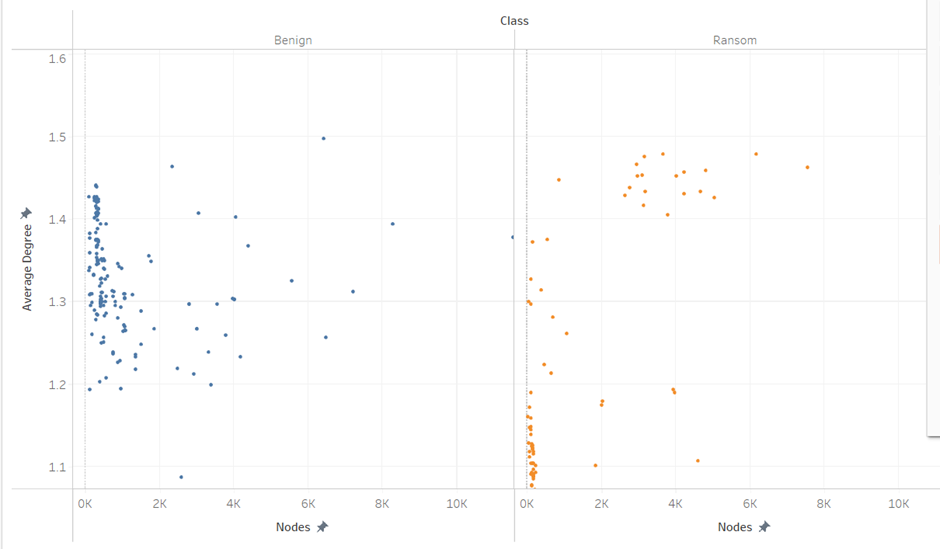 Class
Benign
Ransom
1.6
1.5
1.4
1.3
1.2
1.1
Average Degree
0K 2K 4K 6K 8K 10K 0K 2K 4K 6K 8K 10K
Nodes Nodes